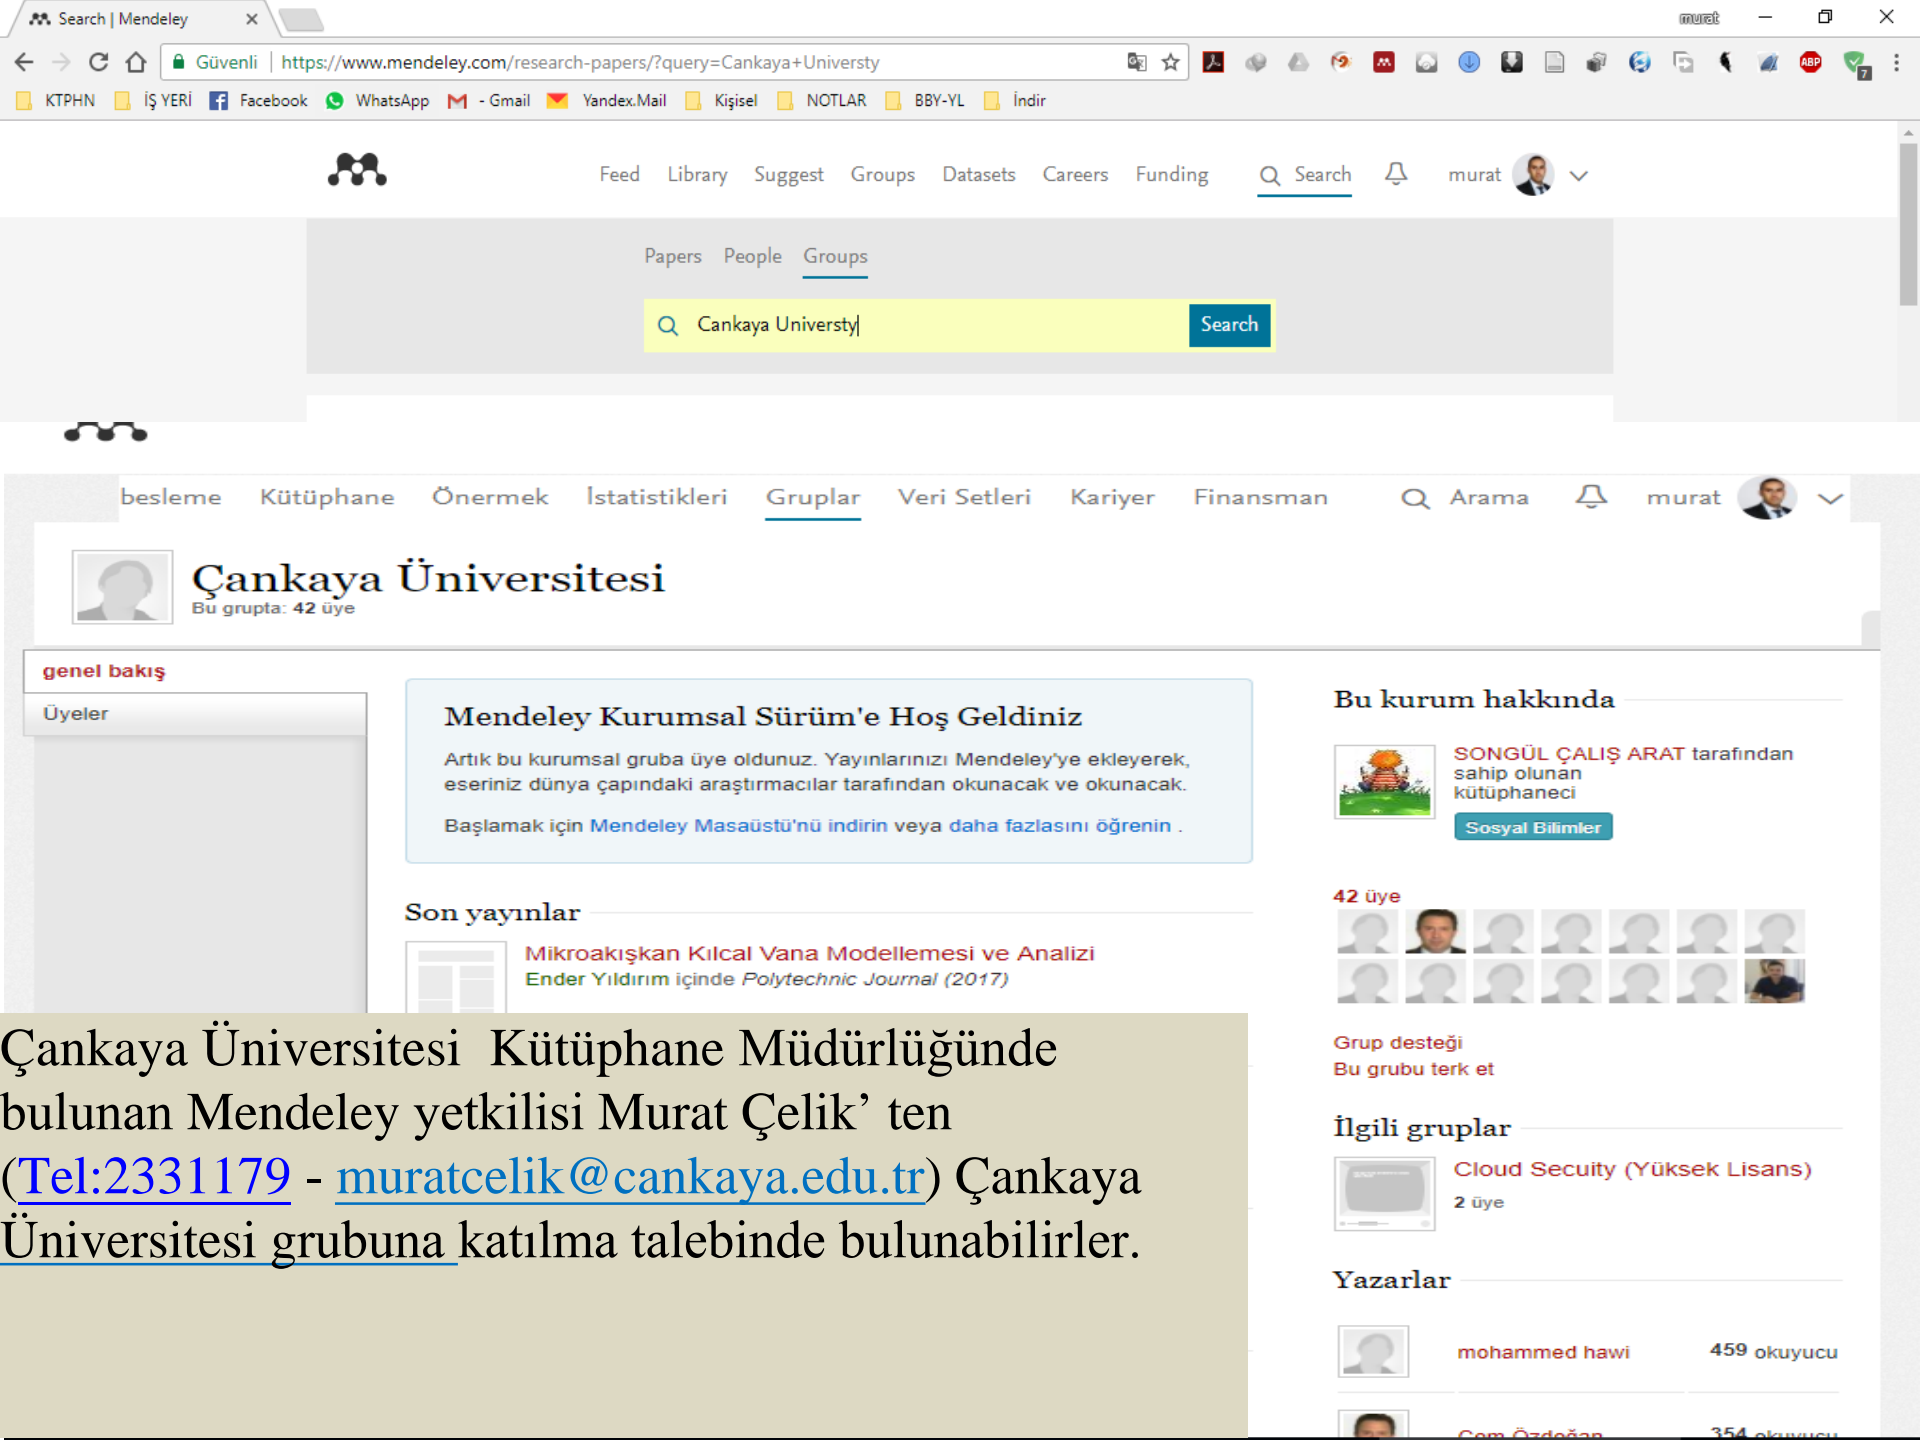 Search | Mendeley
murat
Güvenli | https://www.mendeley.com/research-papers/?query=Cankaya+Universty
ABP
7
KTPHN İŞ YERİ Facebook WhatsApp - Gmail Yandex.Mail Kişisel NOTLAR BBY-YL İndir
Feed Library Suggest Groups Datasets Careers Funding Search murat
Papers People Groups
Cankaya Universty Search
besleme Kütüphane Önermek İstatistikleri Gruplar Veri Setleri Kariyer Finansman Arama murat
Çankaya Üniversitesi
Bu grupta: 42 üye
genel bakış
Üyeler
Mendeley Kurumsal Sürüm'e Hoş Geldiniz
Artık bu kurumsal gruba üye oldunuz. Yayınlarınızı Mendeley'ye ekleyerek,
eseriniz dünya çapındaki araştırmacılar tarafından okunacak ve okunacak.
Başlamak için Mendeley Masaüstü'nü indirin veya daha fazlasını öğrenin .
Son yayınlar
Mikroakışkan Kılcal Vana Modellemesi ve Analizi
Ender Yıldırım içinde Polytechnic Journal (2017)
Bu kurum hakkında
SONGÜL ÇALIŞ ARAT tarafından
sahip olunan
kütüphaneci
Sosyal Bilimler
42 üye
Grup desteği
Bu grubu terk et
İlgili gruplar
Cloud Secuity (Yüksek Lisans)
2 üye
Yazarlar
mohammed hawi 459 okuyucu
Cem Özdoğan 354 okuyucu
Çankaya Üniversitesi Kütüphane Müdürlüğünde
bulunan Mendeley yetkilisi Murat Çelik’ ten
(Tel:2331179 - muratcelik@cankaya.edu.tr) Çankaya
Üniversitesi grubuna katılma talebinde bulunabilirler.